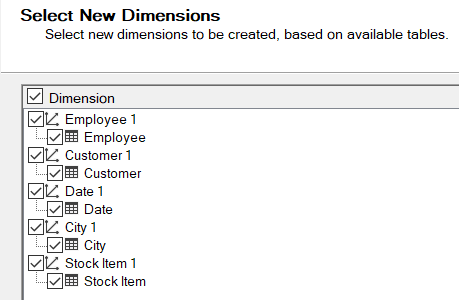 Select New Dimensions
Select new dimensions to be created, based on available tables.
Dimension
Employee 1
Employee
Customer 1
Customer
Date 1
Date
City 1
City
Stock Item 1
Stock Item